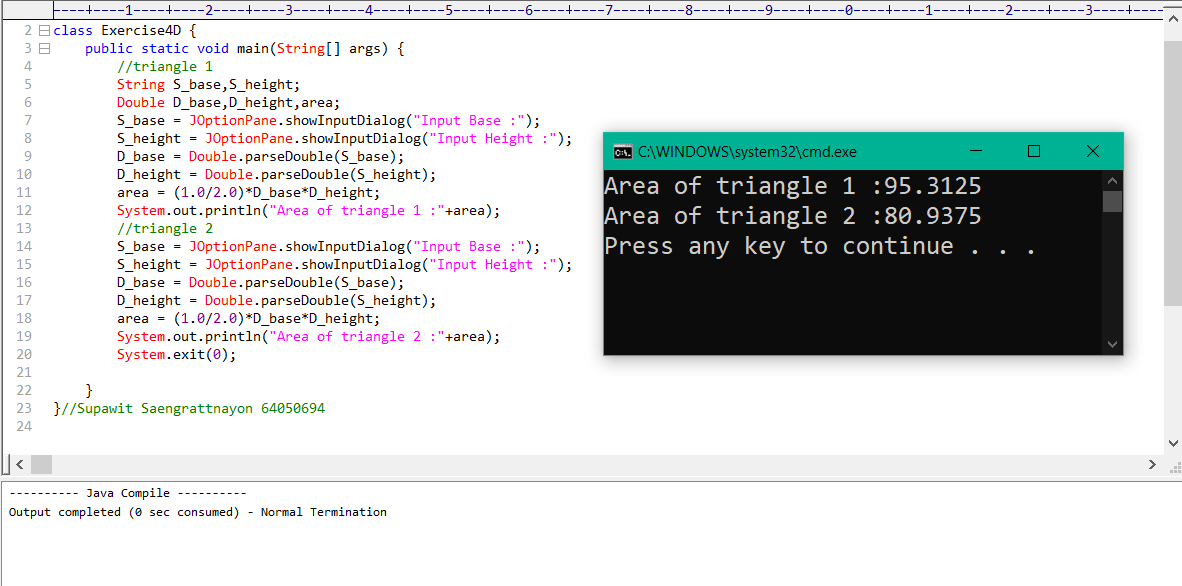 ----+----1----+----2----+----3----+----4----+----5----+----6----+----7----+----8----+----9----+----0----+----1----+----2----+----3----+---
2 class Exercise4D {
3     public static void main(String[] args) {
4         //triangle 1
5         String S_base,S_height;
6         Double D_base,D_height,area;
7         S_base = JOptionPane.showInputDialog("Input Base :");
8         S_height = JOptionPane.showInputDialog("Input Height :");
9         D_base = Double.parseDouble(S_base);
10         D_height = Double.parseDouble(S_height);
11         area = (1.0/2.0)*D_base*D_height;
12         System.out.println("Area of triangle 1 :"+area);
13         //triangle 2
14         S_base = JOptionPane.showInputDialog("Input Base :");
15         S_height = JOptionPane.showInputDialog("Input Height :");
16         D_base = Double.parseDouble(S_base);
17         D_height = Double.parseDouble(S_height);
18         area = (1.0/2.0)*D_base*D_height;
19         System.out.println("Area of triangle 2 :"+area);
20         System.exit(0);
21
22     }
23 }//Supawit Saengrattnayon 64050694
24
C:\WINDOWS\system32\cmd.exe
Area of triangle 1 :95.3125
Area of triangle 2 :80.9375
Press any key to continue . . .
---------- Java Compile ----------
Output completed (0 sec consumed) - Normal Termination